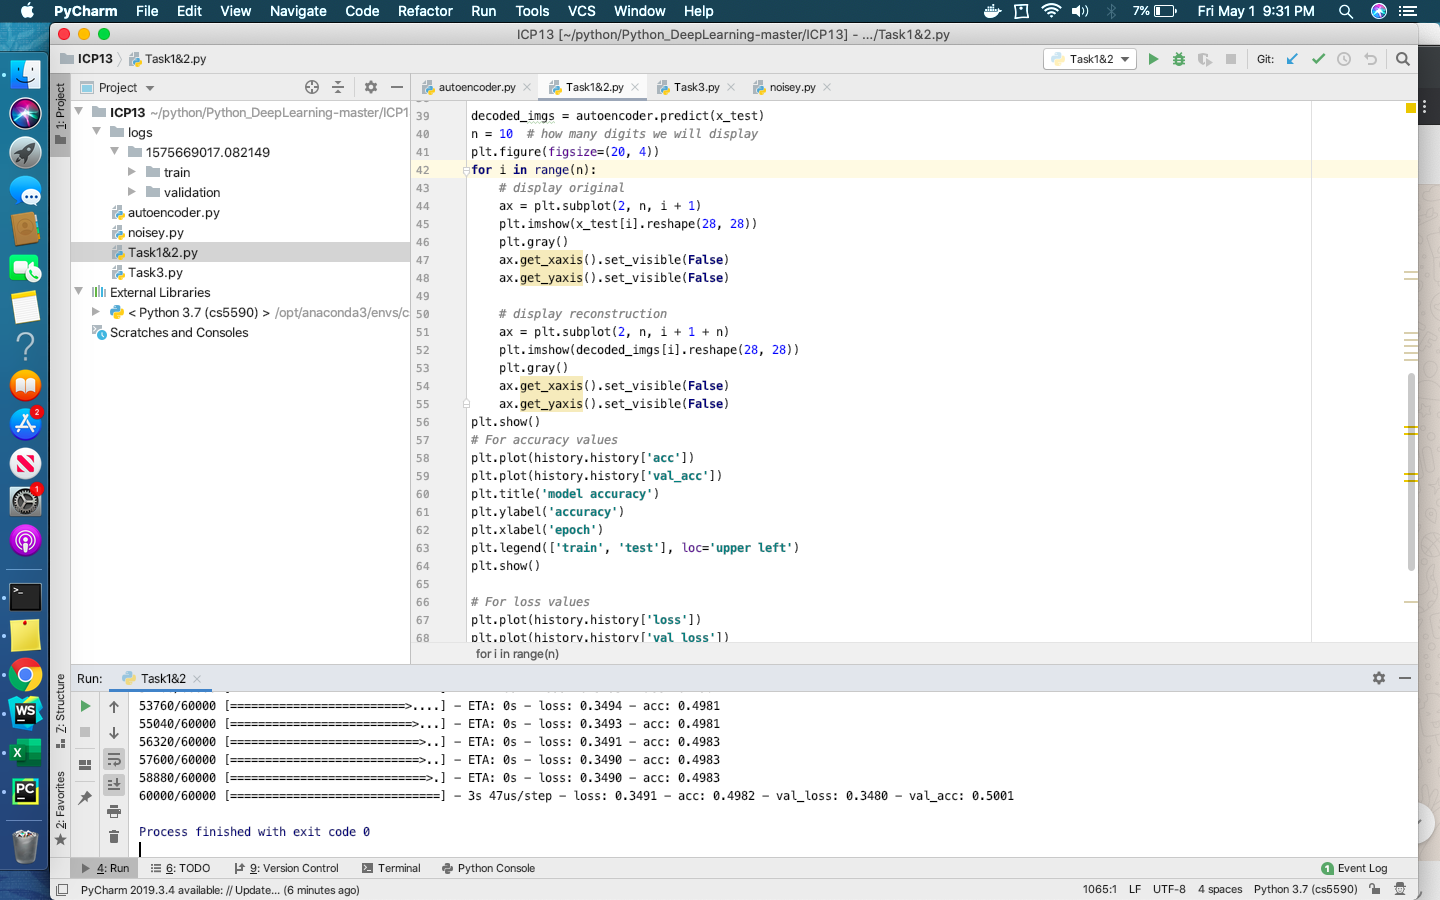 PyCharm File Edit View Navigate Code Refactor Run Tools VCS Window Help 7% Fri May 1 9:31 PM
ICP13 [~/python/Python_DeepLearning-master/ICP13] - .../Task1&2.py
ICP13 Task1&2.py Task1&2 Git:
1: Project
Project
ICP13 ~/python/Python_DeepLearning-master/ICP1
logs
1575669017.082149
train
validation
autoencoder.py
noisey.py
Task1&2.py
Task3.py
External Libraries
< Python 3.7 (cs5590) > /opt/anaconda3/envs/c
Scratches and Consoles
autoencoder.py Task1&2.py Task3.py noisey.py
39 decoded_imgs = autoencoder.predict(x_test)
40 n = 10  # how many digits we will display
41 plt.figure(figsize=(20, 4))
42 for i in range(n):
43     # display original
44     ax = plt.subplot(2, n, i + 1)
45     plt.imshow(x_test[i].reshape(28, 28))
46     plt.gray()
47     ax.get_xaxis().set_visible(False)
48     ax.get_yaxis().set_visible(False)
49
50     # display reconstruction
51     ax = plt.subplot(2, n, i + 1 + n)
52     plt.imshow(decoded_imgs[i].reshape(28, 28))
53     plt.gray()
54     ax.get_xaxis().set_visible(False)
55     ax.get_yaxis().set_visible(False)
56 plt.show()
57 # For accuracy values
58 plt.plot(history.history['acc'])
59 plt.plot(history.history['val_acc'])
60 plt.title('model accuracy')
61 plt.ylabel('accuracy')
62 plt.xlabel('epoch')
63 plt.legend(['train', 'test'], loc='upper left')
64 plt.show()
65
66 # For loss values
67 plt.plot(history.history['loss'])
68 plt.plot(history.history['val_loss'])
for i in range(n)
Z: Structure
2: Favorites
Run: Task1&2
53760/60000 [=========================>....] - ETA: 0s - loss: 0.3494 - acc: 0.4981
55040/60000 [==========================>...] - ETA: 0s - loss: 0.3493 - acc: 0.4981
56320/60000 [===========================>..] - ETA: 0s - loss: 0.3491 - acc: 0.4983
57600/60000 [===========================>..] - ETA: 0s - loss: 0.3490 - acc: 0.4983
58880/60000 [============================>.] - ETA: 0s - loss: 0.3490 - acc: 0.4983
60000/60000 [==============================] - 3s 47us/step - loss: 0.3491 - acc: 0.4982 - val_loss: 0.3480 - val_acc: 0.5001
Process finished with exit code 0
4: Run 6: TODO 9: Version Control Terminal Python Console 1 Event Log
PyCharm 2019.3.4 available: // Update... (6 minutes ago) 1065:1 LF UTF-8 4 spaces Python 3.7 (cs5590)
2
1
WS
X
PC